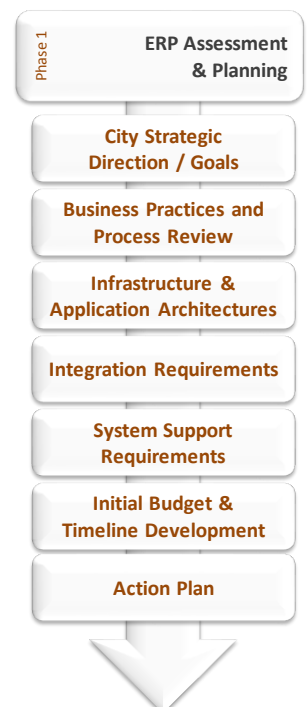 Phase 1
ERP Assessment
& Planning
City Strategic
Direction / Goals
Business Practices and
Process Review
Infrastructure &
Application Architectures
Integration Requirements
System Support
Requirements
Initial Budget &
Timeline Development
Action Plan